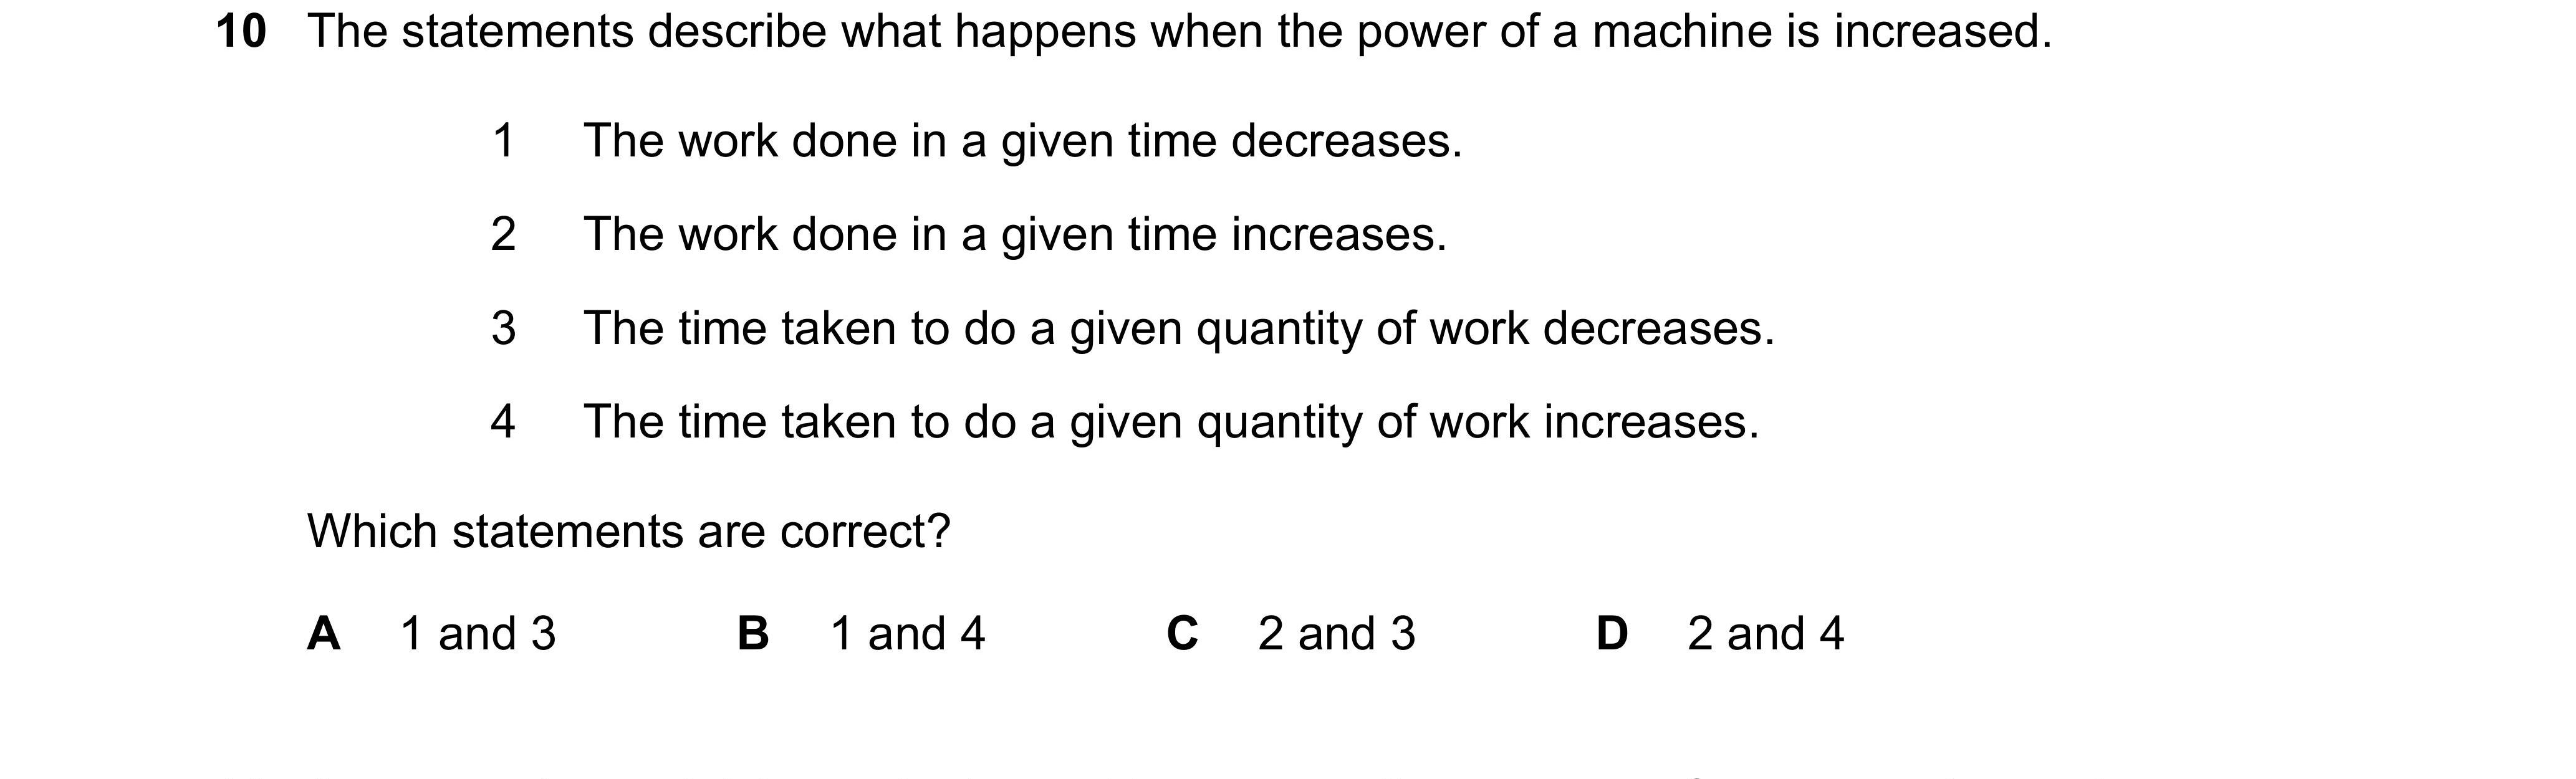 10 The statements describe what happens when the power of a machine is increased.
1 The work done in a given time decreases.
2 The work done in a given time increases.
3 The time taken to do a given quantity of work decreases.
4 The time taken to do a given quantity of work increases.
Which statements are correct?
A 1 and 3 B 1 and 4 C 2 and 3 D 2 and 4